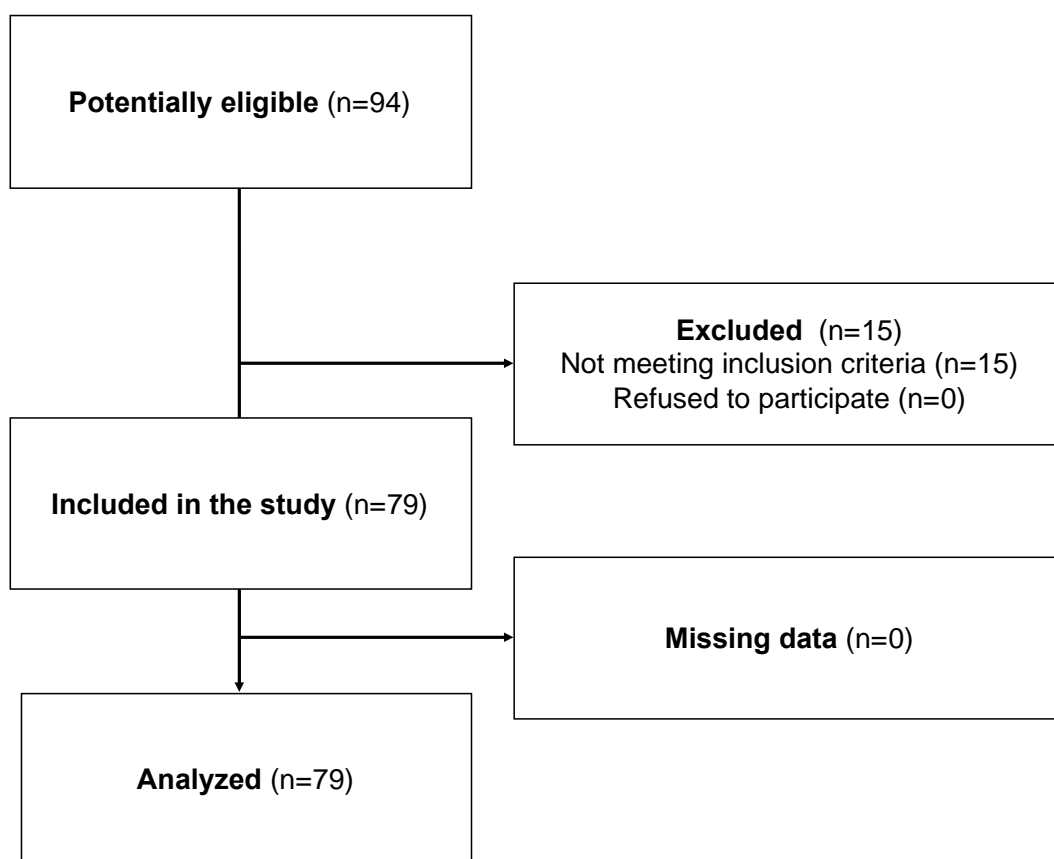 Potentially eligible (n=94)
Excluded (n=15)
Not meeting inclusion criteria (n=15)
Refused to participate (n=0)
Included in the study (n=79)
Missing data (n=0)
Analyzed (n=79)